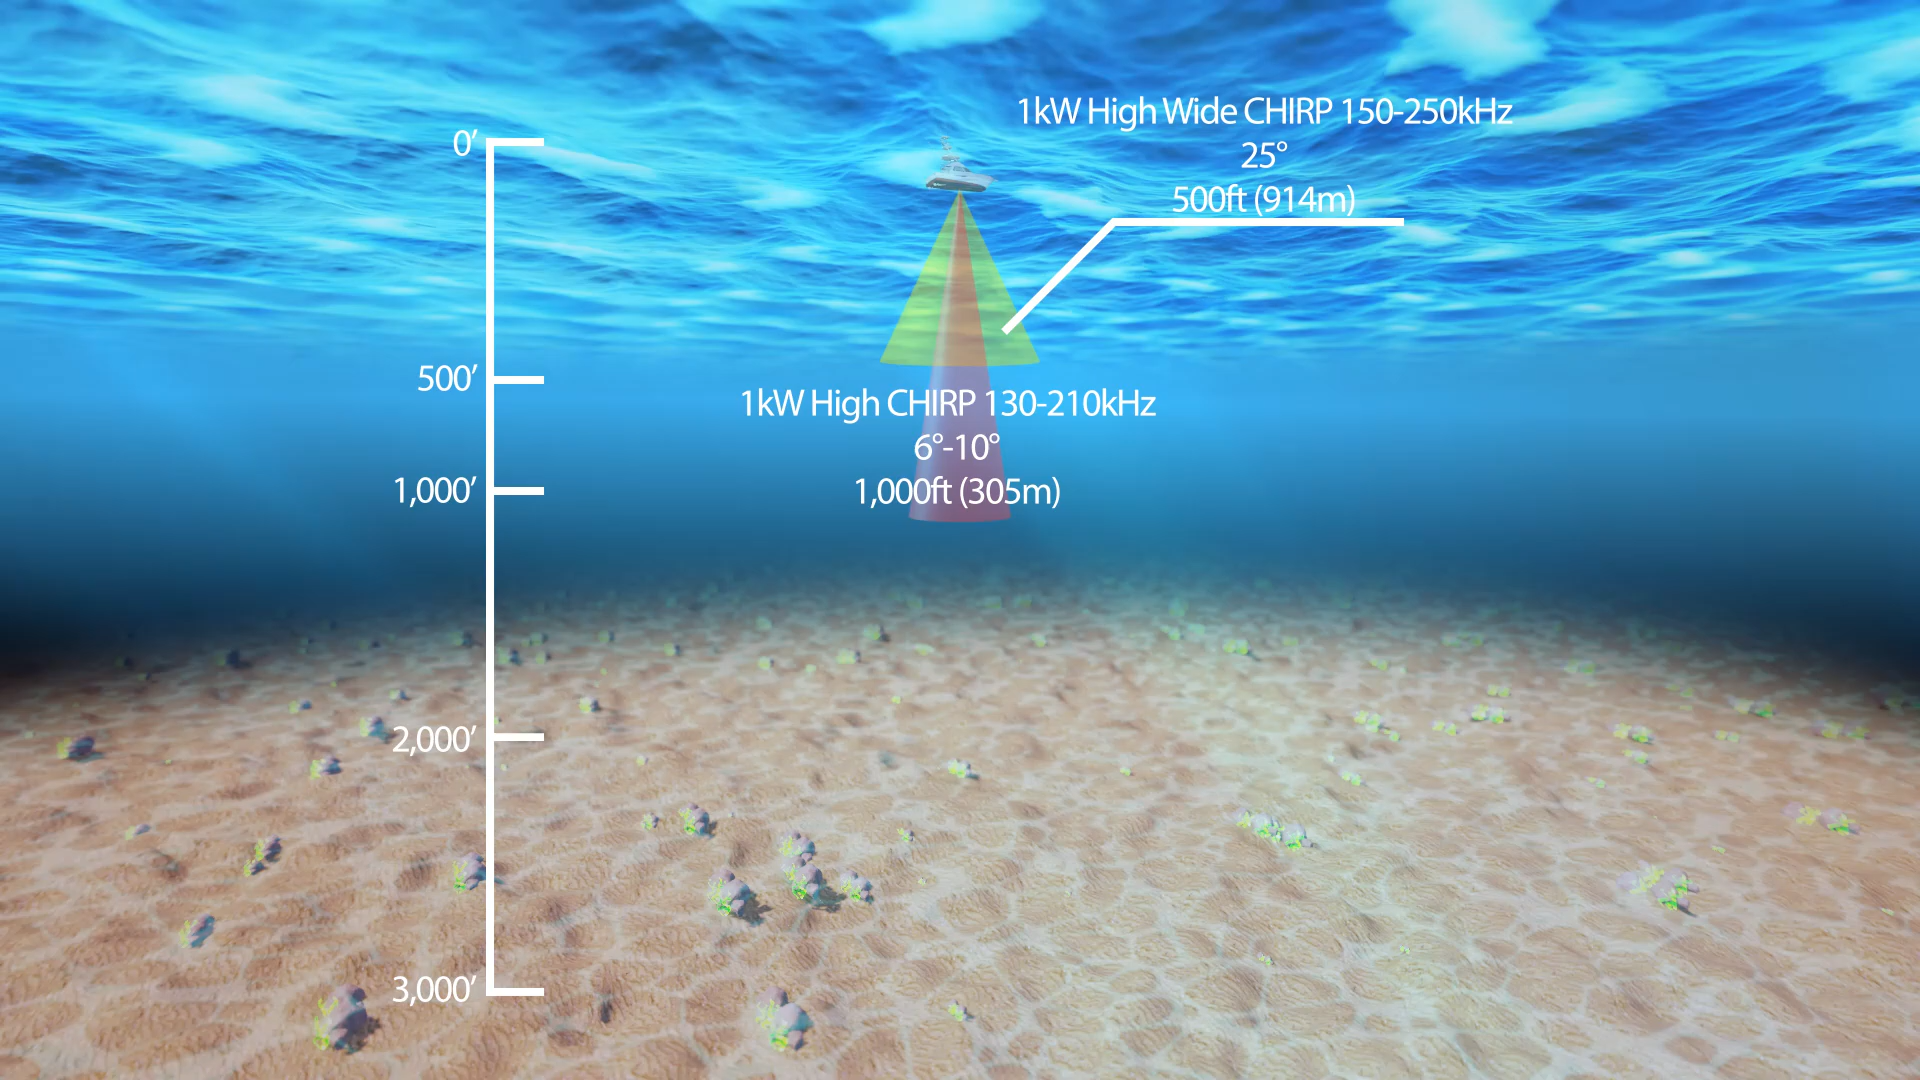 1kW High Wide CHIRP 150-250kHz
25°
500ft (914m)
0'
500'
1kW High CHIRP 130-210kHz
6°-10°
1,000ft (305m)
1,000'
2,000'
3,000'